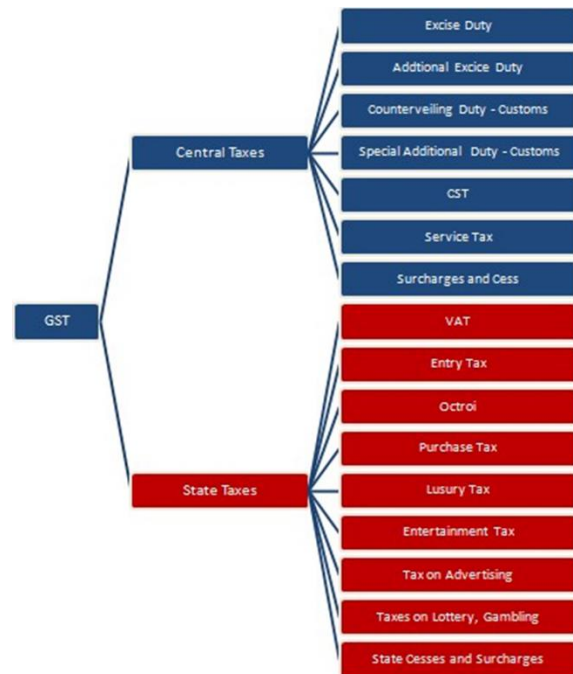 Excise Duty
Addtional Excice Duty
Counterveiling Duty - Customs
Central Taxes
Special Additional Duty - Customs
CST
Service Tax
Surcharges and Cess
GST
VAT
Entry Tax
Octroi
Purchase Tax
State Taxes
Lusury Tax
Entertainment Tax
Tax on Advertising
Taxes on Lottery, Gambling
State Cesses and Surcharges